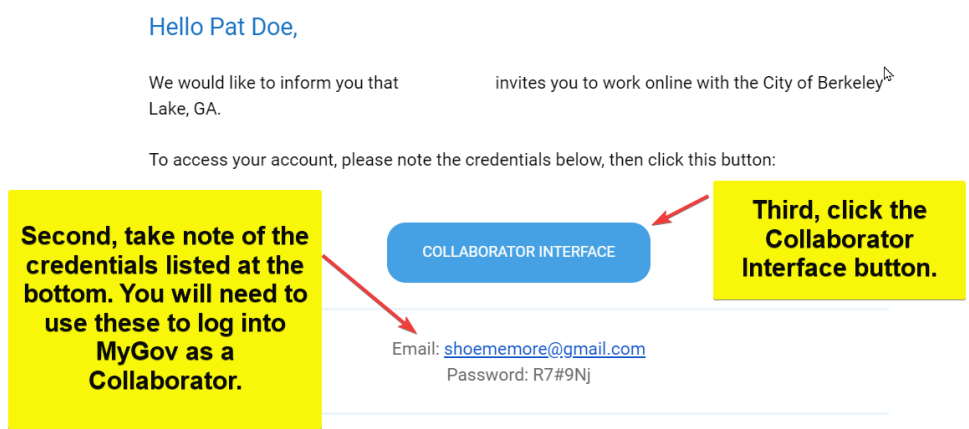 Hello Pat Doe,
We would like to inform you that invites you to work online with the City of Berkeley
Lake, GA.
To access your account, please note the credentials below, then click this button:
Second, take note of the
credentials listed at the
bottom. You will need to
use these to log into
MyGov as a
Collaborator.
COLLABORATOR INTERFACE
Third, click the
Collaborator
Interface button.
Email: shoememore@gmail.com
Password: R7#9Nj